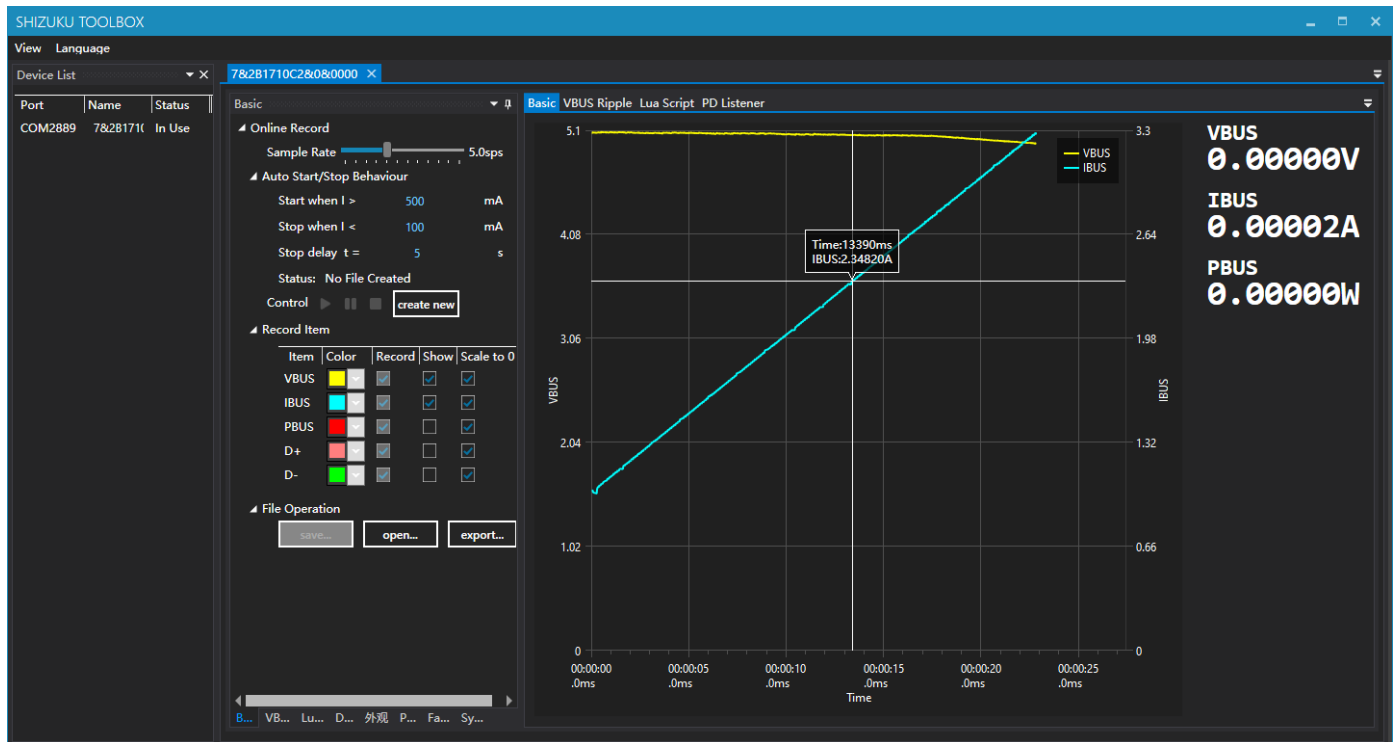 SHIZUKU TOOLBOX
View Language
Device List
Port Name Status
COM2889 7&2B171( In Use
7&2B1710C2&0&0000
Basic
Online Record
Sample Rate 5.0sps
Auto Start/Stop Behaviour
Start when I > 500 mA
Stop when I < 100 mA
Stop delay t = 5 s
Status: No File Created
Control create new
Record Item
Item Color Record Show Scale to 0
VBUS
IBUS
PBUS
D+
D-
File Operation
save... open... export...
B... VB... Lu... D... 外观 P... Fa... Sy...
Basic VBUS Ripple Lua Script PD Listener
5.1
4.08
3.06
2.04
1.02
0
VBUS
Time:13390ms
IBUS:2.34820A
VBUS
IBUS
3.3
2.64
1.98
1.32
0.66
0
IBUS
00:00:00 00:00:05 00:00:10 00:00:15 00:00:20 00:00:25
.0ms .0ms .0ms .0ms .0ms .0ms
Time
VBUS
0.00000V
IBUS
0.00002A
PBUS
0.00000W